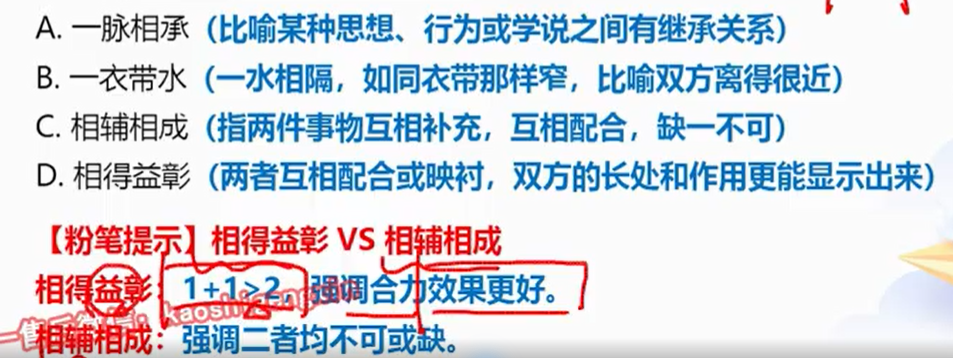 A. 一脉相承（比喻某种思想、行为或学说之间有继承关系）
B. 一衣带水（一水相隔，如同衣带那样窄，比喻双方离得很近）
C. 相辅相成（指两件事物互相补充，互相配合，缺一不可）
D. 相得益彰（两者互相配合或映衬，双方的长处和作用更能显示出来）
【粉笔提示】相得益彰 VS 相辅相成
相得益彰：1+1>2，强调合力效果更好。
相辅相成：强调二者均不可或缺。